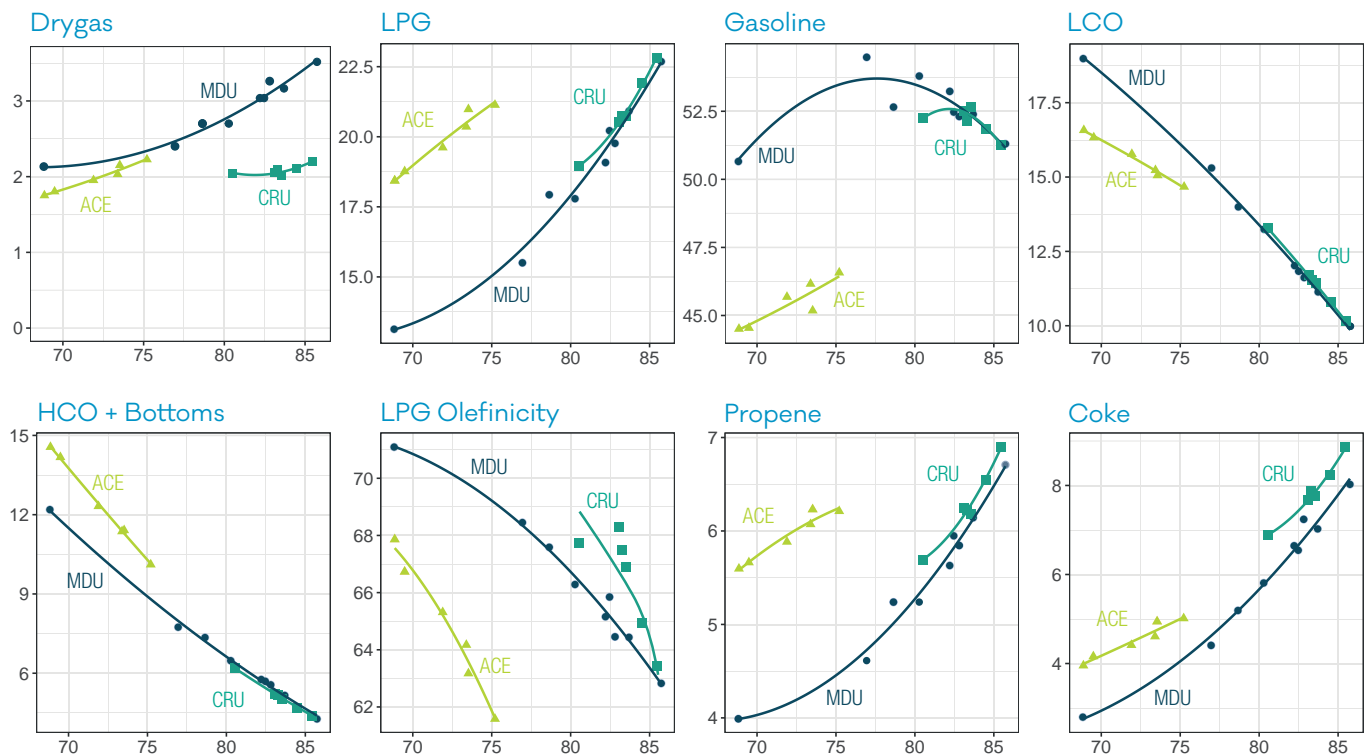 Drygas
MDU
ACE
CRU
3
2
1
0
70 75 80 85
LPG
ACE
CRU
MDU
22.5
20.0
17.5
15.0
70 75 80 85
Gasoline
MDU
CRU
ACE
52.5
50.0
47.5
45.0
70 75 80 85
LCO
MDU
ACE
CRU
17.5
15.0
12.5
10.0
70 75 80 85
HCO + Bottoms
ACE
MDU
CRU
15
12
9
6
70 75 80 85
LPG Olefinicity
MDU
CRU
ACE
70
68
66
64
62
70 75 80 85
Propene
CRU
ACE
MDU
7
6
5
4
70 75 80 85
Coke
CRU
ACE
MDU
8
6
4
70 75 80 85